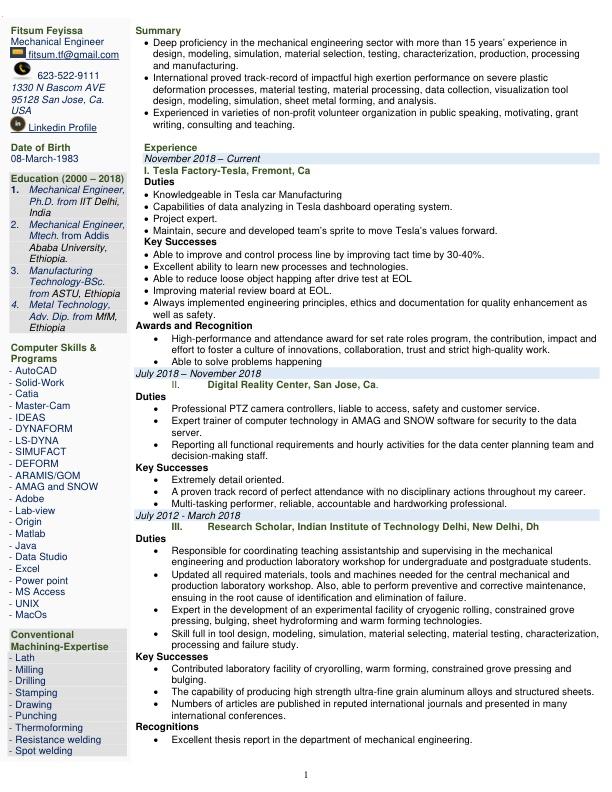 Fitsum Feyissa
Mechanical Engineer
fitsum.tf@gmail.com
623-522-9111
1330 N Bascom AVE
95128 San Jose, Ca.
USA
Linkedin Profile
Date of Birth
08-March-1983
Education (2000 – 2018)
1. Mechanical Engineer,
Ph.D. from IIT Delhi,
India
2. Mechanical Engineer,
Mtech. from Addis
Ababa University,
Ethiopia.
3. Manufacturing
Technology-BSc.
from ASTU, Ethiopia
4. Metal Technology,
Adv. Dip. from MfM,
Ethiopia
Computer Skills &
Programs
- AutoCAD
- Solid-Work
- Catia
- Master-Cam
- IDEAS
- DYNAFORM
- LS-DYNA
- SIMUFACT
- DEFORM
- ARAMIS/GOM
- AMAG and SNOW
- Adobe
- Lab-view
- Origin
- Matlab
- Java
- Data Studio
- Excel
- Power point
- MS Access
- UNIX
- MacOs
Conventional
Machining-Expertise
- Lath
- Milling
- Drilling
- Stamping
- Drawing
- Punching
- Thermoforming
- Resistance welding
- Spot welding
Summary
• Deep proficiency in the mechanical engineering sector with more than 15 years' experience in
design, modeling, simulation, material selection, testing, characterization, production, processing
and manufacturing.
• International proved track-record of impactful high exertion performance on severe plastic
deformation processes, material testing, material processing, data collection, visualization tool
design, modeling, simulation, sheet metal forming, and analysis.
• Experienced in varieties of non-profit volunteer organization in public speaking, motivating, grant
writing, consulting and teaching.
Experience
November 2018 – Current
I. Tesla Factory-Tesla, Fremont, Ca
Duties
• Knowledgeable in Tesla car Manufacturing
• Capabilities of data analyzing in Tesla dashboard operating system.
• Project expert.
• Maintain, secure and developed team's sprite to move Tesla's values forward.
Key Successes
• Able to improve and control process line by improving tact time by 30-40%.
• Excellent ability to learn new processes and technologies.
• Able to reduce loose object happing after drive test at EOL
• Improving material review board at EOL.
• Always implemented engineering principles, ethics and documentation for quality enhancement as
well as safety.
Awards and Recognition
• High-performance and attendance award for set rate roles program, the contribution, impact and
effort to foster a culture of innovations, collaboration, trust and strict high-quality work.
• Able to solve problems happening
July 2018 – November 2018
II. Digital Reality Center, San Jose, Ca.
Duties
• Professional PTZ camera controllers, liable to access, safety and customer service.
• Expert trainer of computer technology in AMAG and SNOW software for security to the data
server.
• Reporting all functional requirements and hourly activities for the data center planning team and
decision-making staff.
Key Successes
• Extremely detail oriented.
• A proven track record of perfect attendance with no disciplinary actions throughout my career.
• Multi-tasking performer, reliable, accountable and hardworking professional.
July 2012 - March 2018
III. Research Scholar, Indian Institute of Technology Delhi, New Delhi, Dh
Duties
• Responsible for coordinating teaching assistantship and supervising in the mechanical
engineering and production laboratory workshop for undergraduate and postgraduate students.
• Updated all required materials, tools and machines needed for the central mechanical and
production laboratory workshop. Also, able to perform preventive and corrective maintenance,
ensuing in the root cause of identification and elimination of failure.
• Expert in the development of an experimental facility of cryogenic rolling, constrained grove
pressing, bulging, sheet hydroforming and warm forming technologies.
• Skill full in tool design, modeling, simulation, material selecting, material testing, characterization,
processing and failure study.
Key Successes
• Contributed laboratory facility of cryorolling, warm forming, constrained grove pressing and
bulging.
• The capability of producing high strength ultra-fine grain aluminum alloys and structured sheets.
• Numbers of articles are published in reputed international journals and presented in many
international conferences.
Recognitions
• Excellent thesis report in the department of mechanical engineering.
1